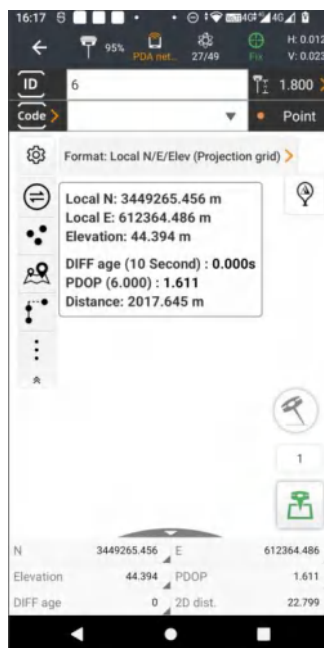 16:17
4G 4G
95%
PDA net...
27/49
Fix
H: 0.012
V: 0.023
ID
6
1.800
Code
Point
Format: Local N/E/Elev (Projection grid)
Local N: 3449265.456 m
Local E: 612364.486 m
Elevation: 44.394 m
DIFF age (10 Second) : 0.000s
PDOP (6.000) : 1.611
Distance: 2017.645 m
1
N 3449265.456 E 612364.486
Elevation 44.394 PDOP 1.611
DIFF age 0 2D dist. 22.799